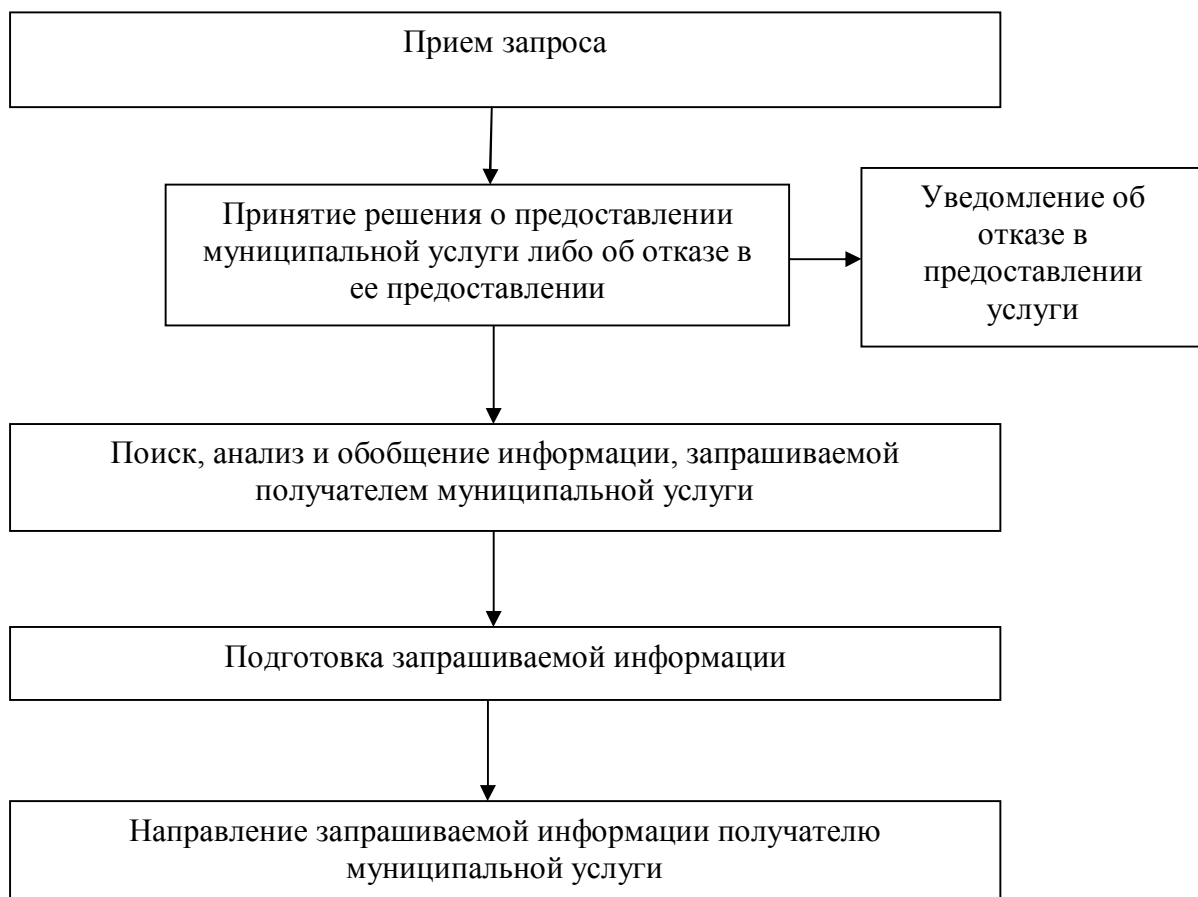 Прием запроса
Принятие решения о предоставлении
муниципальной услуги либо об отказе в
ее предоставлении
Уведомление об
отказе в
предоставлении
услуги
Поиск, анализ и обобщение информации, запрашиваемой
получателем муниципальной услуги
Подготовка запрашиваемой информации
Направление запрашиваемой информации получателю
муниципальной услуги